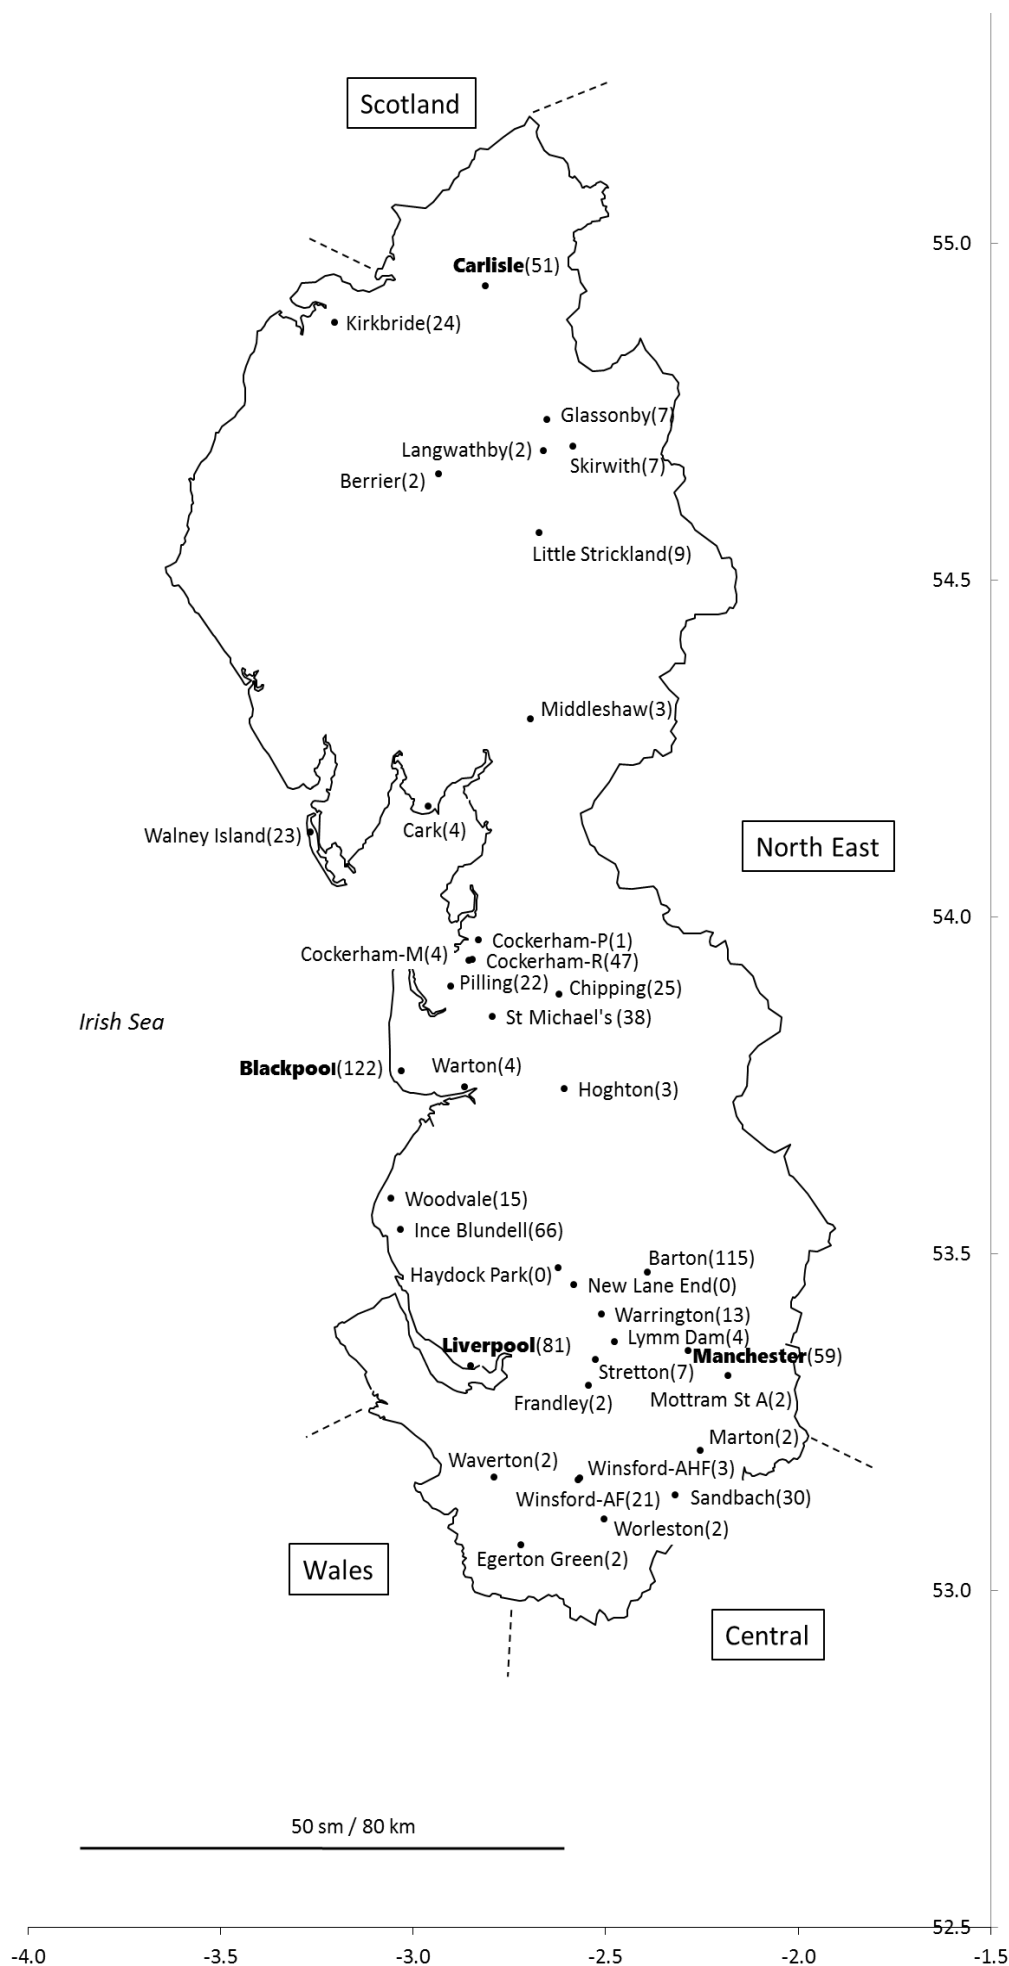 Scotland
55.0
Carlisle(51)
Kirkbride(24)
Glassonby(7)
Langwathby(2)
Skirwith(7)
Berrier(2)
Little Strickland(9)
54.5
Middleshaw(3)
Walney Island(23)
Cark(4)
North East
54.0
Cockerham-P(1)
Cockerham-M(4)
Cockerham-R(47)
Pilling(22)
Chipping(25)
St Michael's (38)
Irish Sea
Blackpool(122)
Warton(4)
Hoghton(3)
Woodvale(15)
Ince Blundell(66)
53.5
Barton(115)
Haydock Park(0)
New Lane End(0)
Warrington(13)
Lymm Dam(4)
Liverpool(81)
Manchester(59)
Stretton(7)
Frandley(2)
Mottram St A(2)
Marton(2)
Waverton(2)
Winsford-AHF(3)
Winsford-AF(21)
Sandbach(30)
Worleston(2)
Egerton Green(2)
Wales
53.0
Central
50 sm / 80 km
52.5
-4.0 -3.5 -3.0 -2.5 -2.0 -1.5